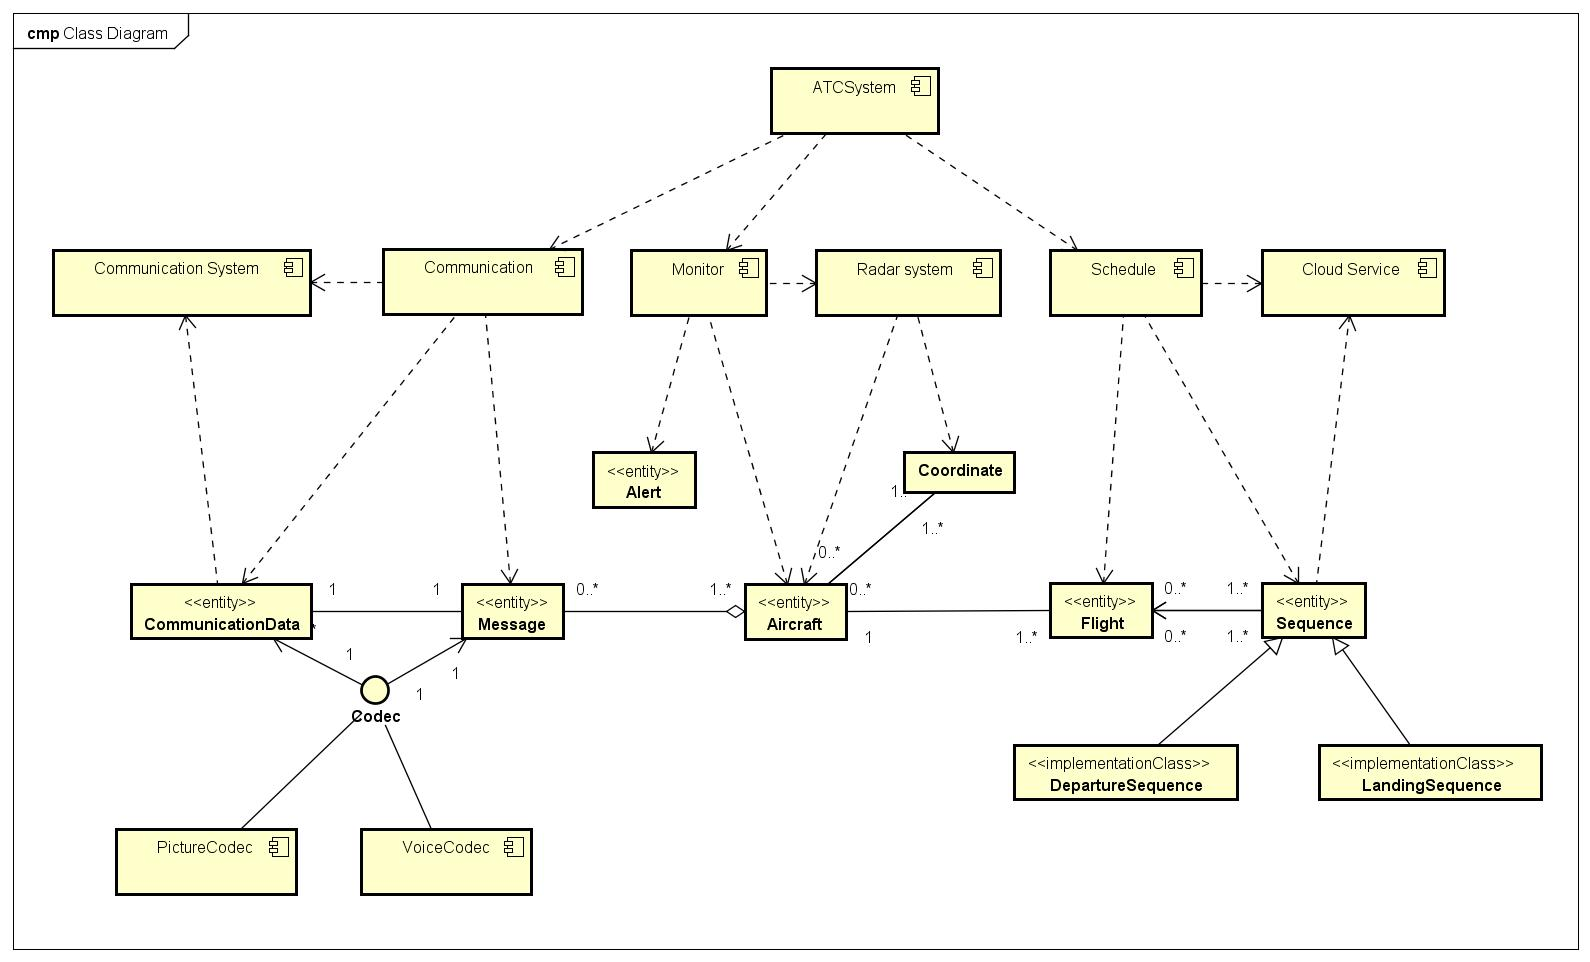 cmp Class Diagram
ATCSystem
Communication System
Communication
Monitor
Radar system
Schedule
Cloud Service
<<entity>>
Alert
Coordinate
1..
1..*
0..*
<<entity>>
CommunicationData
1
1
<<entity>>
Message
0..*
1..*
<<entity>>
Aircraft
0..*
1
1..*
<<entity>>
Flight
0..*
1..*
0..*
1..*
<<entity>>
Sequence
*
1
1
1
Codec
<<implementationClass>>
DepartureSequence
<<implementationClass>>
LandingSequence
PictureCodec
VoiceCodec